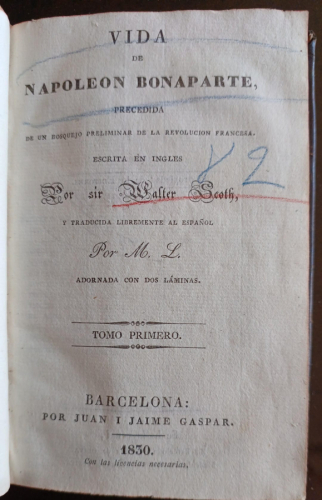 VIDA
DE
NAPOLEON BONAPARTE,
PRECEDIDA
DE UN BOSQUEJO PRELIMINAR DE LA REVOLUCION FRANCESA.
ESCRITA EN INGLES
Por sir Walter Scoth,
Y TRADUCIDA LIBREMENTE AL ESPAÑOL
Por M. L.
ADORNADA CON DOS LÁMINAS.
TOMO PRIMERO.
BARCELONA:
POR JUAN I JAIME GASPAR.
1830.
Con las licencias necesarias.